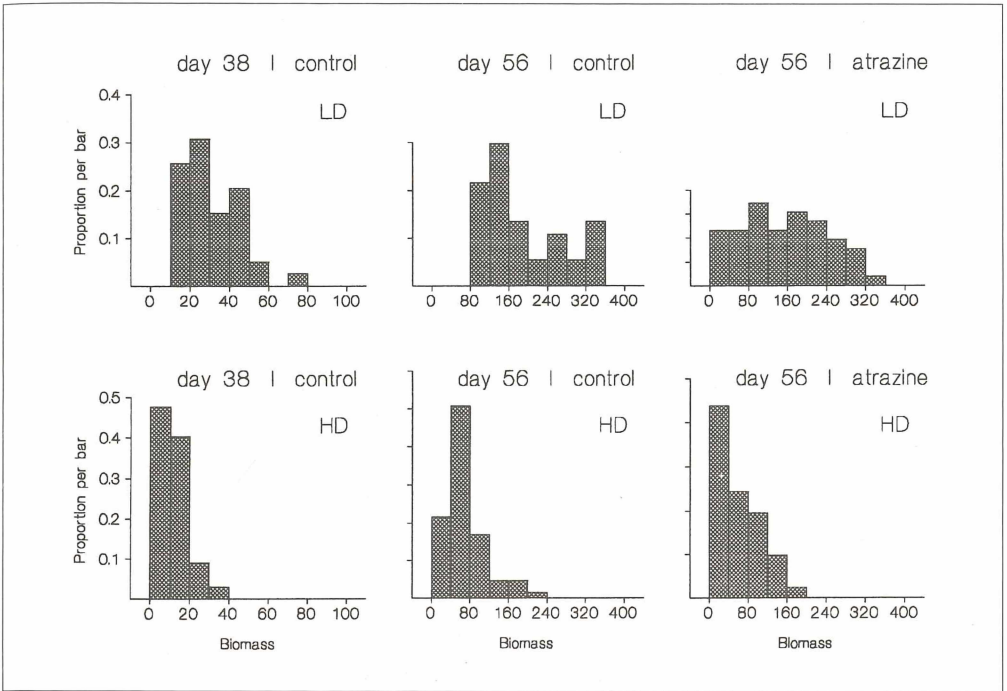 day 38 | control
day 56 | control
day 56 | atrazine
LD
LD
LD
Proportion per bar
0.4
0.3
0.2
0.1
0 20 40 60 80 100
0 80 160 240 320 400
0 80 160 240 320 400
day 38 | control
day 56 | control
day 56 | atrazine
HD
HD
HD
Proportion per bar
0.5
0.4
0.3
0.2
0.1
0 20 40 60 80 100
0 80 160 240 320 400
0 80 160 240 320 400
Biomass
Biomass
Biomass